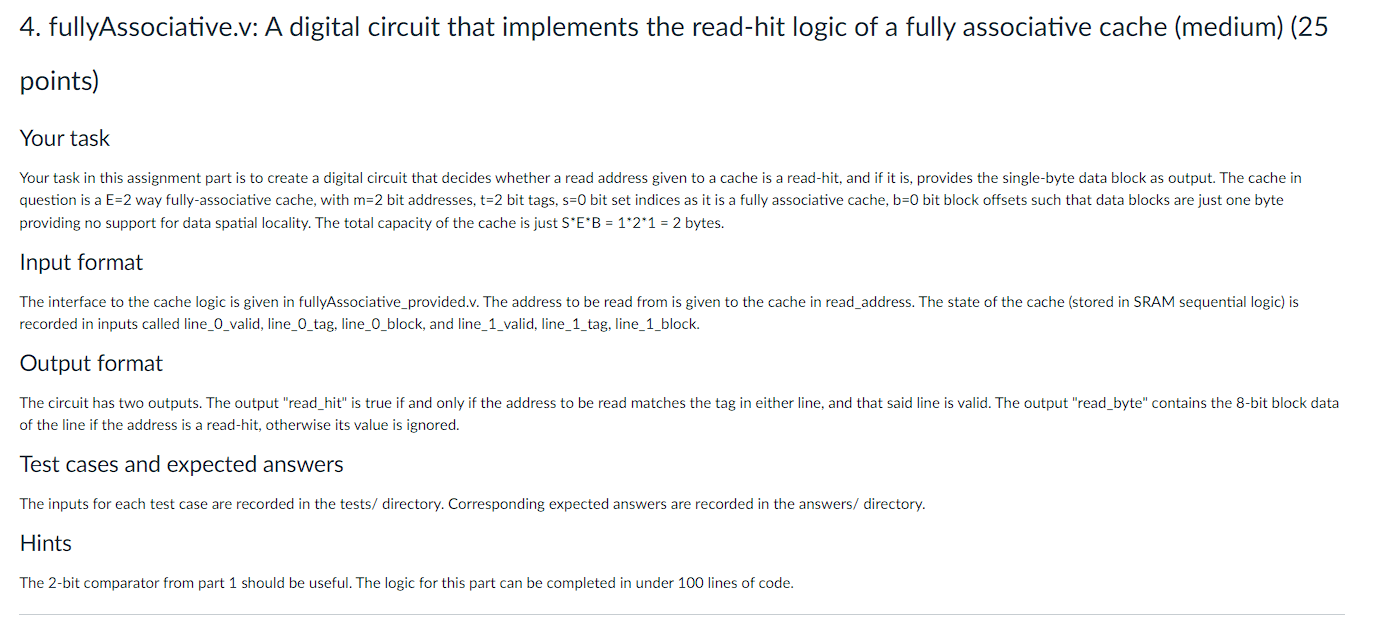 4. fullyAssociative.v: A digital circuit that implements the read-hit logic of a fully associative cache (medium) (25
points)
Your task
Your task in this assignment part is to create a digital circuit that decides whether a read address given to a cache is a read-hit, and if it is, provides the single-byte data block as output. The cache in
question is a E=2 way fully-associative cache, with m=2 bit addresses, t=2 bit tags, s=0 bit set indices as it is a fully associative cache, b=0 bit block offsets such that data blocks are just one byte
providing no support for data spatial locality. The total capacity of the cache is just S*E*B = 1*2*1 = 2 bytes.
Input format
The interface to the cache logic is given in fullyAssociative_provided.v. The address to be read from is given to the cache in read_address. The state of the cache (stored in SRAM sequential logic) is
recorded in inputs called line_0_valid, line_0_tag, line_0_block, and line_1_valid, line_1_tag, line_1_block.
Output format
The circuit has two outputs. The output "read_hit" is true if and only if the address to be read matches the tag in either line, and that said line is valid. The output "read_byte" contains the 8-bit block data
of the line if the address is a read-hit, otherwise its value is ignored.
Test cases and expected answers
The inputs for each test case are recorded in the tests/ directory. Corresponding expected answers are recorded in the answers/ directory.
Hints
The 2-bit comparator from part 1 should be useful. The logic for this part can be completed in under 100 lines of code.